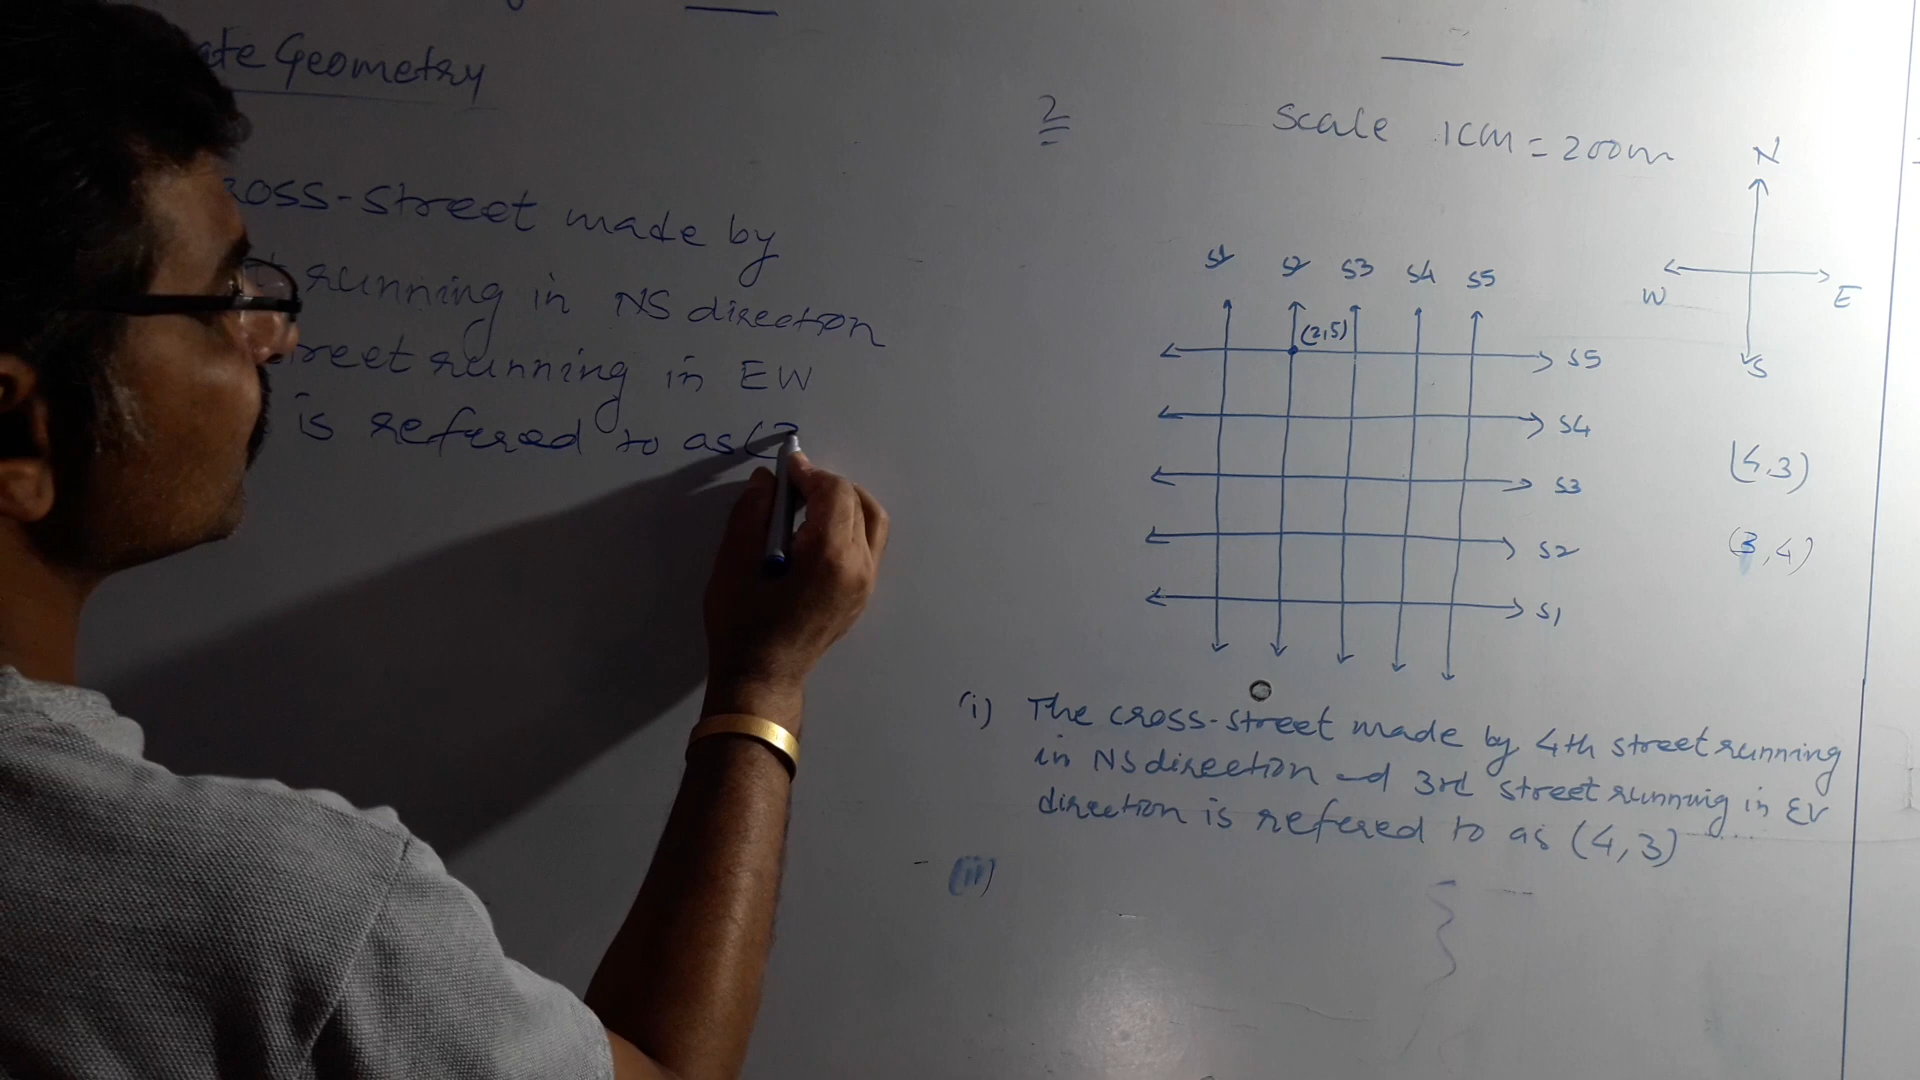 ate Geometry
ross-street made by
running in NS direction
reet running in EW
is refered to as (
2
Scale 1cm = 200m
N
W E
S
S1 S2 S3 S4 S5
(2,5)
S5
S4
S3
S2
S1
(4,3)
(3,4)
(i) The cross-street made by 4th street running
in NS direction and 3rd street running in
direction is refered to as (4,3)
(ii)